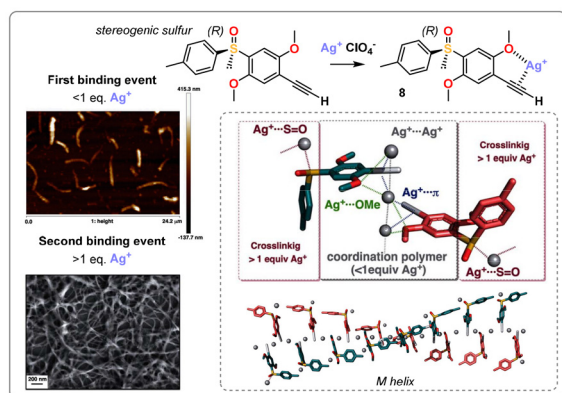 stereogenic sulfur
(R)
O
S
O
O
H
Ag⁺ ClO₄⁻
(R)
O
S
O
O
Ag⁺
H
8
First binding event
<1 eq. Ag⁺
415.3 nm
0.0
1: height
24.2 µm
-137.7 nm
Second binding event
>1 eq. Ag⁺
200 nm
Ag⁺···S=O
Ag⁺···Ag⁺
Crosslinkig
> 1 equiv Ag⁺
Ag⁺···π
Ag⁺···OMe
Crosslinkig
> 1 equiv Ag⁺
coordination polymer
(<1equiv Ag⁺)
Ag⁺···S=O
M helix